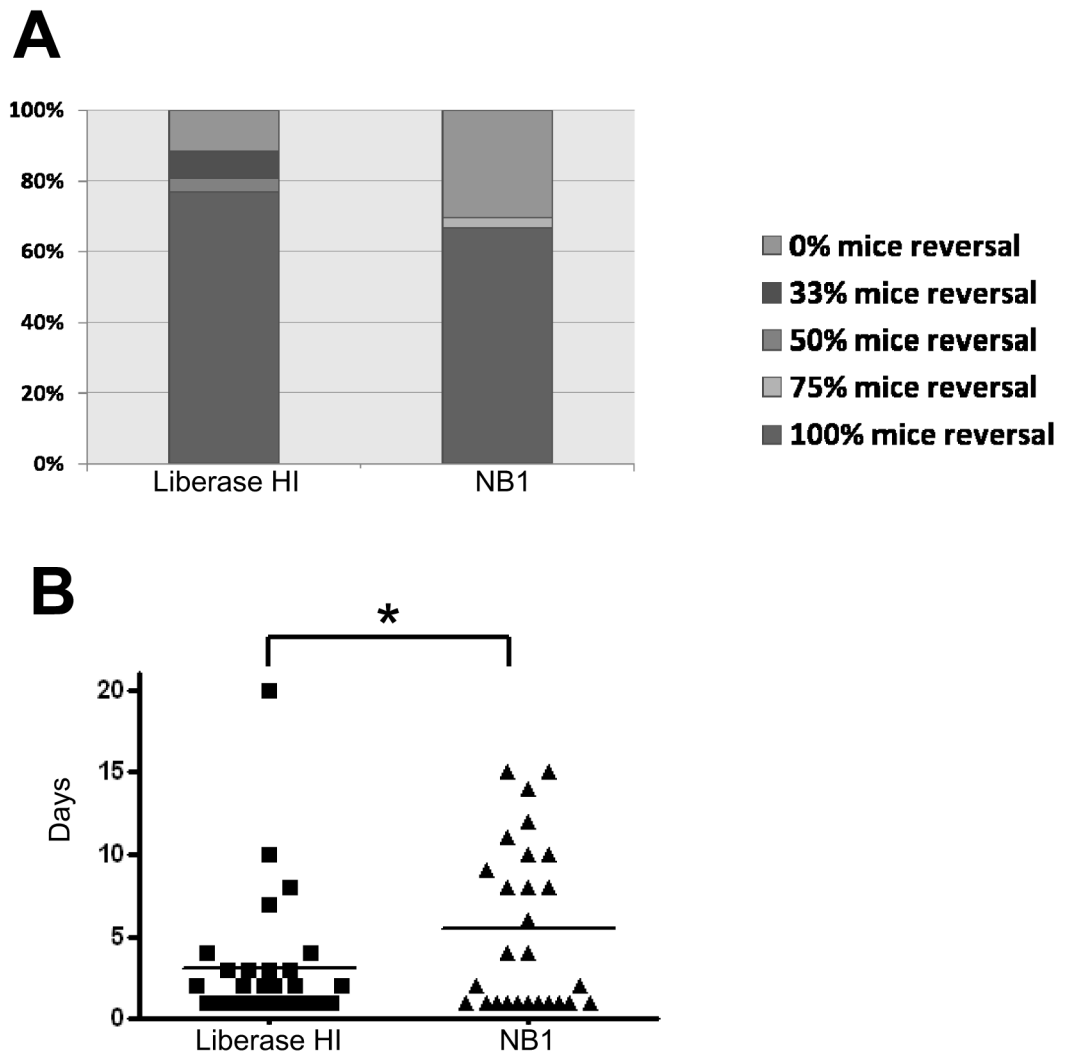 A
100%
80%
60%
40%
20%
0%
Liberase HI NB1
0% mice reversal
33% mice reversal
50% mice reversal
75% mice reversal
100% mice reversal
B
*
Days
20
15
10
5
0
Liberase HI NB1